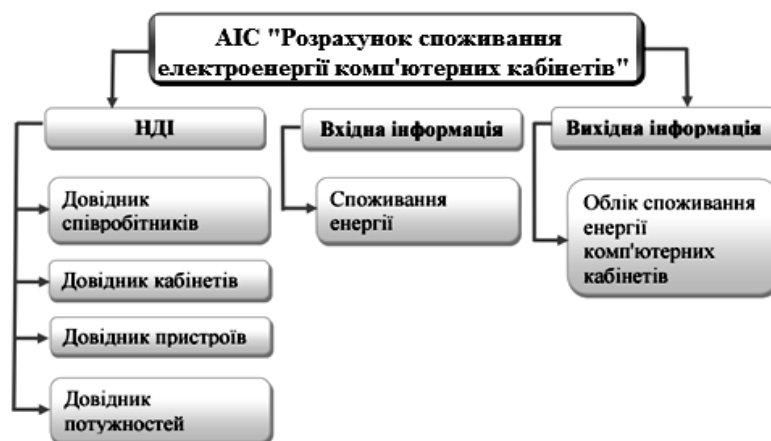 АІС "Розрахунок споживання
електроенергії комп'ютерних кабінетів"
НДІ
Довідник
співробітників
Довідник кабінетів
Довідник пристроїв
Довідник
потужностей
Вхідна інформація
Споживання
енергії
Вихідна інформація
Облік споживання
енергії
комп'ютерних
кабінетів